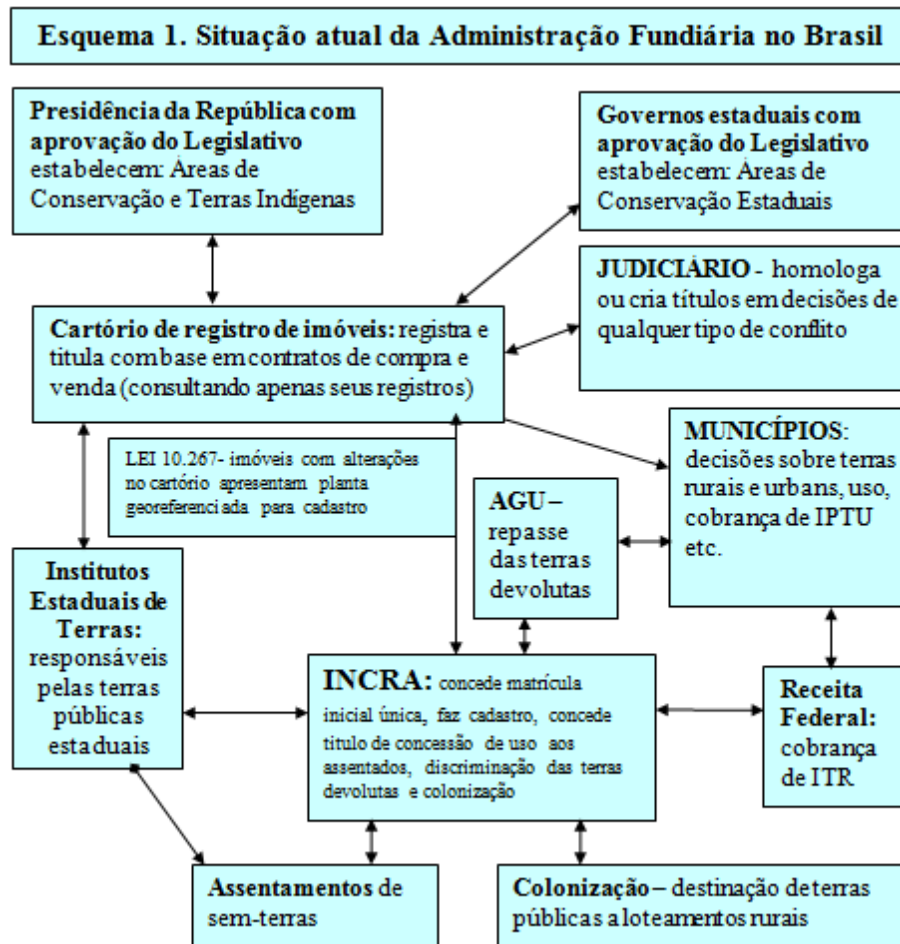 Esquema 1. Situação atual da Administração Fundiária no Brasil
Presidência da República com
aprovação do Legislativo
estabelecem: Áreas de
Conservação e Terras Indígenas
Governos estaduais com
aprovação do Legislativo
estabelecem: Áreas de
Conservação Estaduais
JUDICIÁRIO - homologa
ou cria títulos em decisões de
qualquer tipo de conflito
Cartório de registro de imóveis: registra e
titula com base em contratos de compra e
venda (consultando apenas seus registros)
LEI 10.267- imóveis com alterações
no cartório apresentam planta
georeferenciada para cadastro
MUNICÍPIOS:
decisões sobre terras
rurais e urbans, uso,
cobrança de IPTU
etc.
AGU –
repasse
das terras
devolutas
Institutos
Estaduais de
Terras:
responsáveis
pelas terras
públicas
estaduais
INCRA: concede matrícula
inicial única, faz cadastro, concede
titulo de concessão de uso aos
assentados, discriminação das terras
devolutas e colonização
Receita
Federal:
cobrança
de ITR
Assentamentos de
sem-terras
Colonização – destinação de terras
públicas a loteamentos rurais